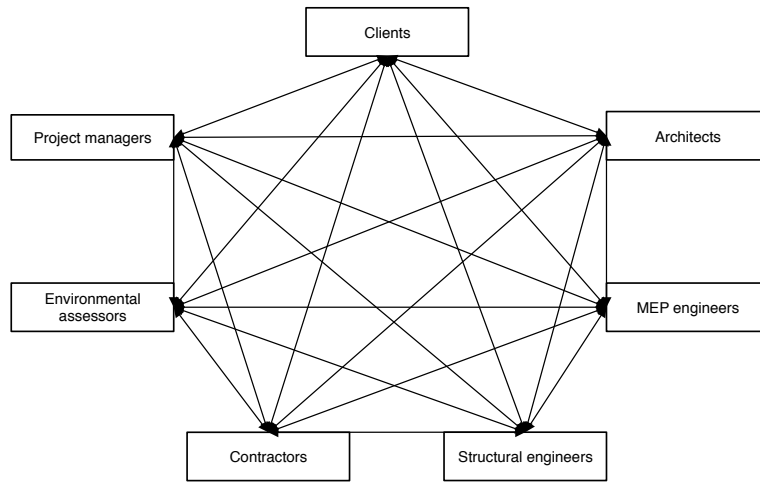 Clients
Project managers
Architects
Environmental
assessors
MEP engineers
Contractors
Structural engineers